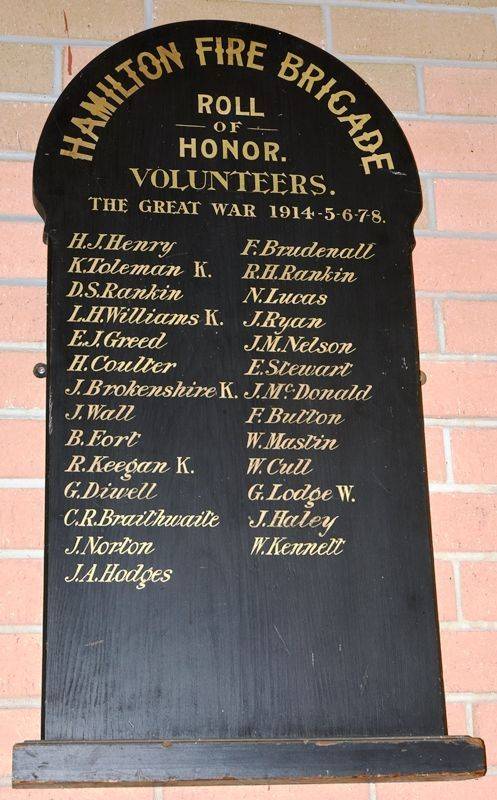 HAMILTON FIRE BRIGADE
ROLL
OF
HONOR.
VOLUNTEERS.
THE GREAT WAR 1914-5-6-7-8.
H.J.Henry
K.Toleman K.
D.S.Rankin
L.H.Williams K.
E.J.Greed
H.Coulter
J.Brokenshire K.
J.Wall
B.Fort
R.Keegan K.
G.Diwell
C.R.Braithwaite
J.Norton
J.A.Hodges
F.Brudenall
R.H.Rankin
N.Lucas
J.Ryan
J.M.Nelson
E.Stewart
J.McDonald
F.Button
W.Mastin
W.Cull
G.Lodge W.
J.Haley
W.Kennett